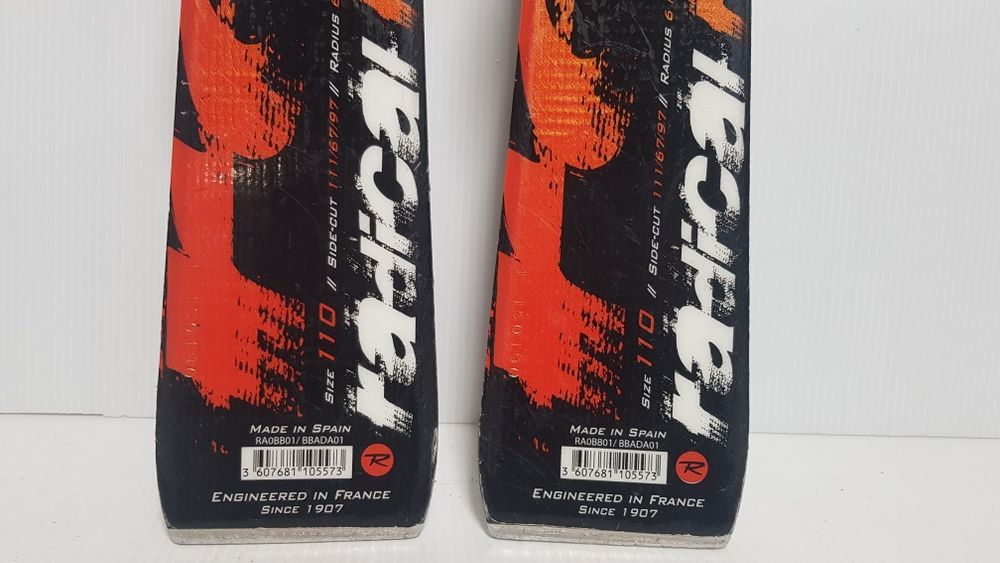 radical
SIZE 110 // SIDE-CUT 111/67/97 // RADIUS 6
MADE IN SPAIN
RA0BB01/ BBADA01
3 607681 105573
R
ENGINEERED IN FRANCE
SINCE 1907
radical
SIZE 110 // SIDE-CUT 111/67/97 // RADIUS 6
MADE IN SPAIN
RA0BB01/ BBADA01
3 607681 105573
R
ENGINEERED IN FRANCE
SINCE 1907